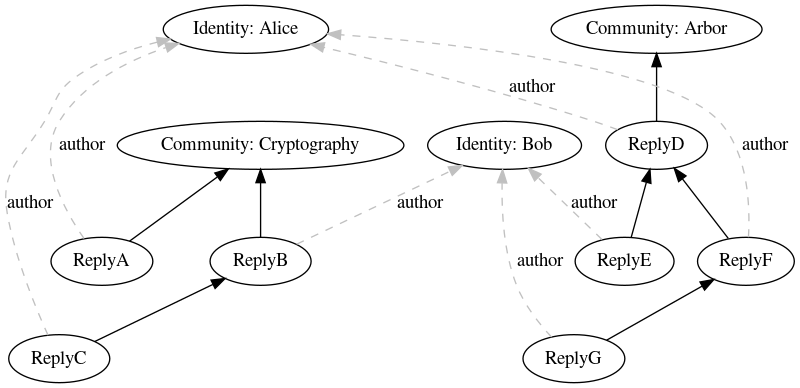 Identity: Alice
Community: Arbor
author
author
Community: Cryptography
Identity: Bob
ReplyD
author
author
author
author
ReplyA
ReplyB
author
ReplyE
ReplyF
ReplyC
ReplyG